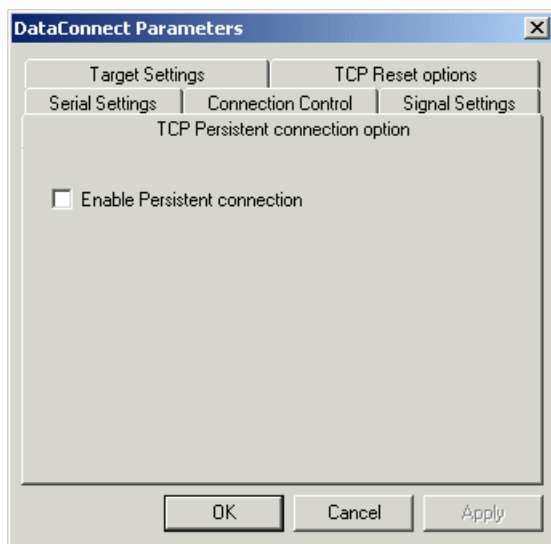 DataConnect Parameters
Target Settings
TCP Reset options
Serial Settings
Connection Control
Signal Settings
TCP Persistent connection option
Enable Persistent connection
OK
Cancel
Apply